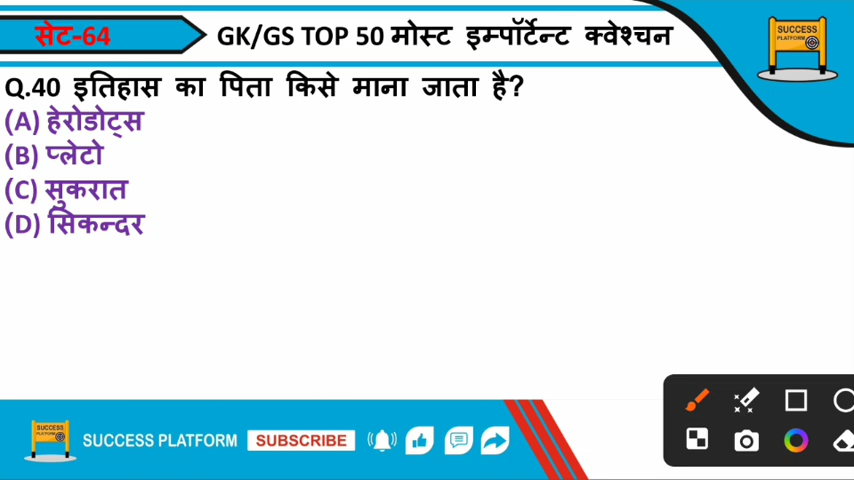 सेट-64
GK/GS TOP 50 मोस्ट इम्पॉर्टेन्ट क्वेश्चन
SUCCESS
PLATFORM
Q.40 इतिहास का पिता किसे माना जाता है?
(A) हेरोडोट्स
(B) प्लेटो
(C) सुकरात
(D) सिकन्दर
SUCCESS
PLATFORM
SUCCESS PLATFORM
SUBSCRIBE